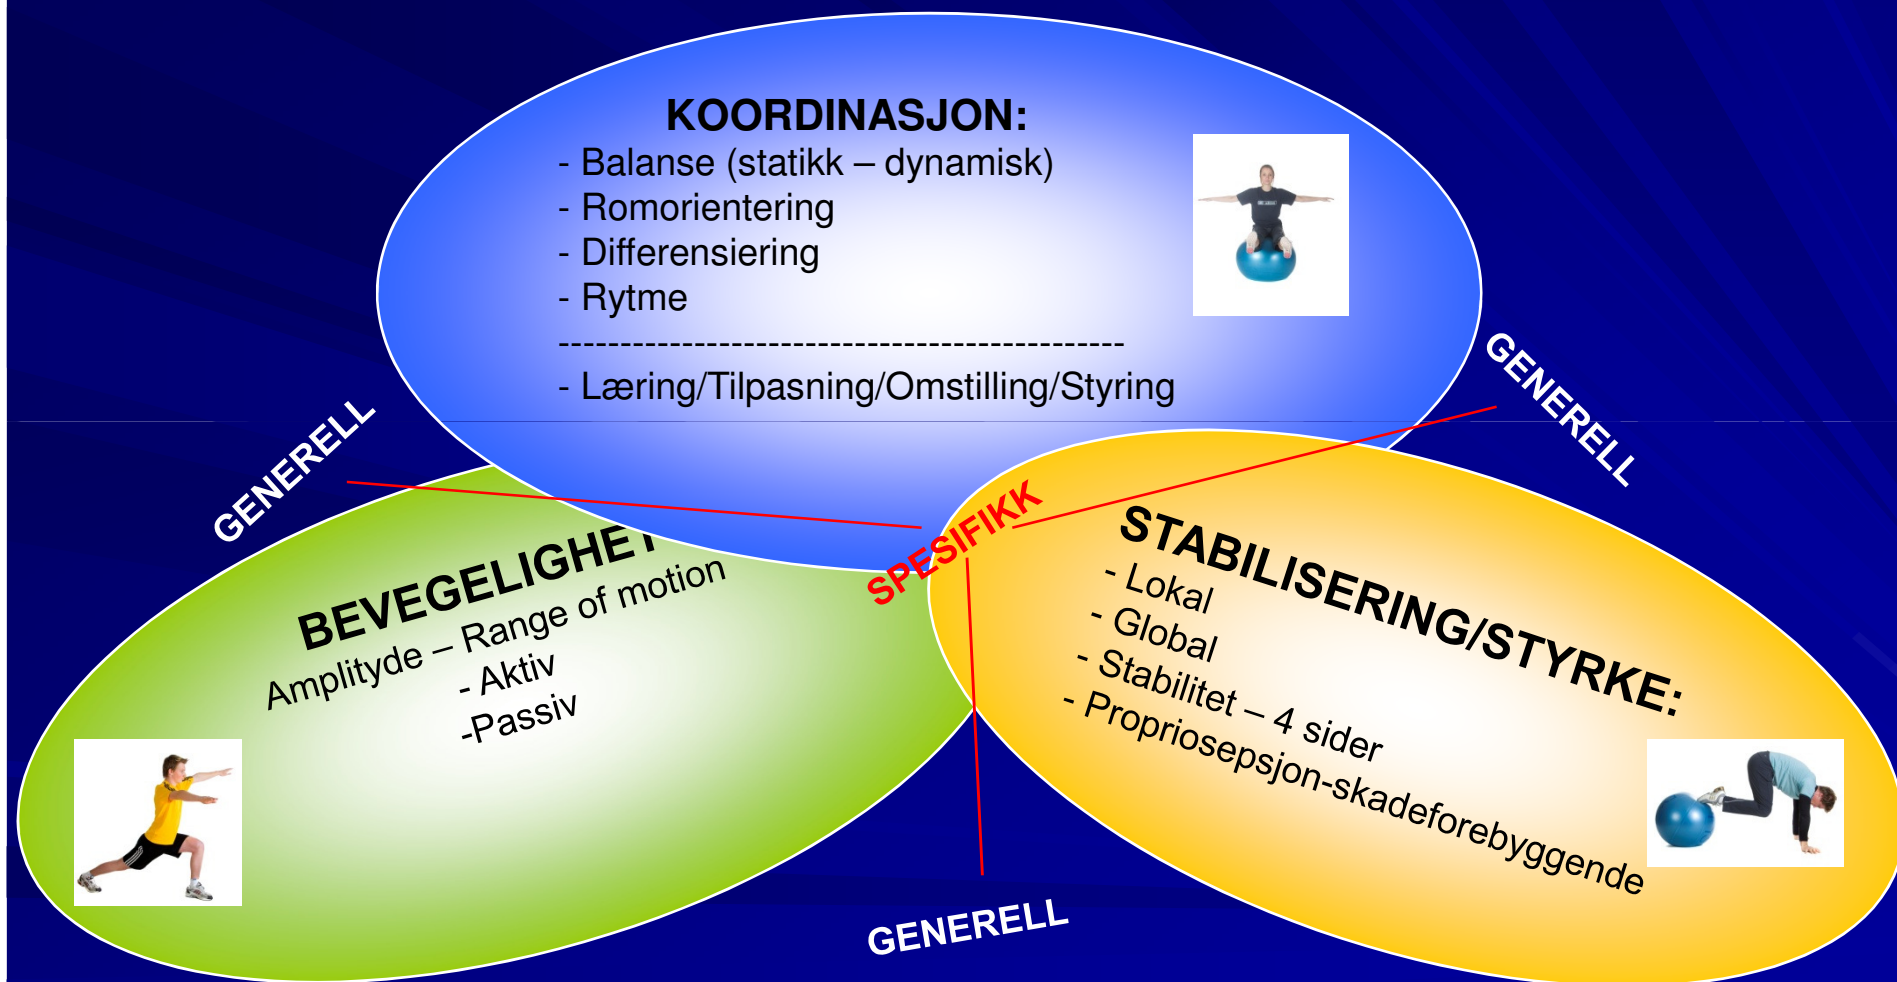 KOORDINASJON:
- Balanse (statikk – dynamisk)
- Romorientering
- Differensiering
- Rytme
----------------------------------------------
- Læring/Tilpasning/Omstilling/Styring
GENERELL
GENERELL
SPESIFIKK
BEVEGELIGHET
Amplityde – Range of motion
- Aktiv
-Passiv
STABILISERING/STYRKE:
- Lokal
- Global
- Stabilitet – 4 sider
- Propriosepsjon-skadeforebyggende
GENERELL